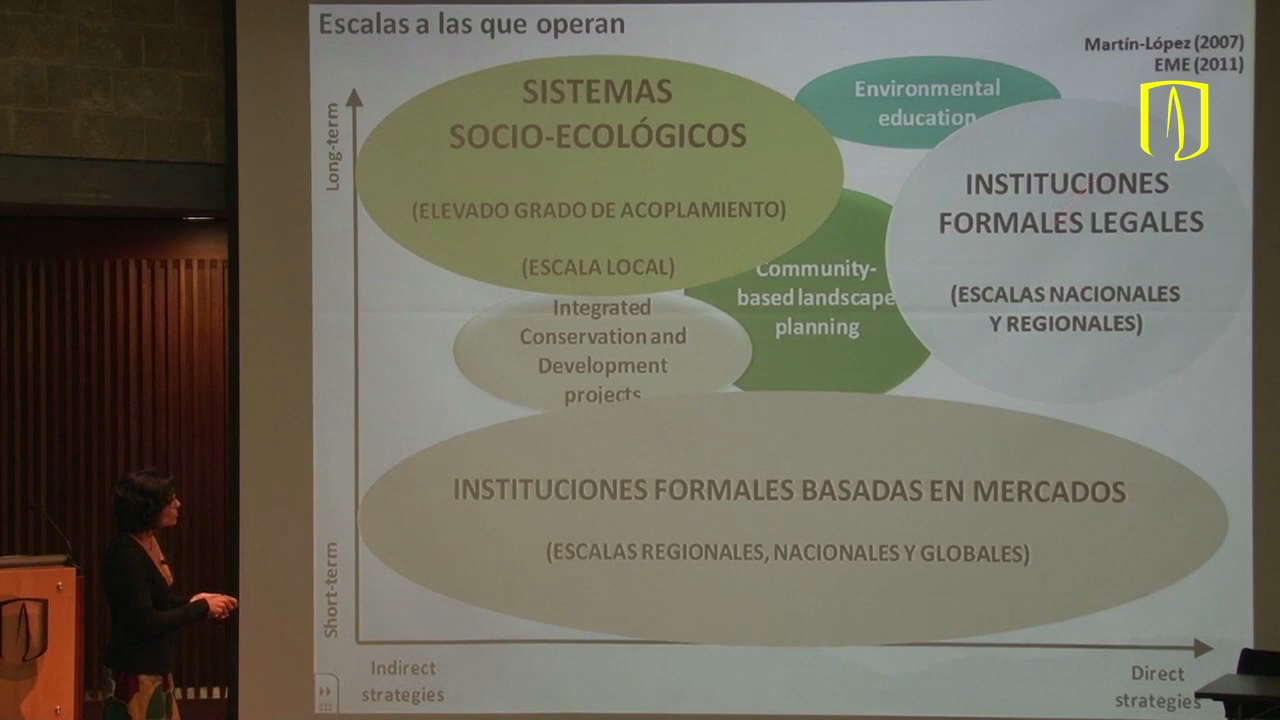 Escalas a las que operan
Martín-López (2007)
EME (2011)
Long-term
SISTEMAS
SOCIO-ECOLÓGICOS
(ELEVADO GRADO DE ACOPLAMIENTO)
(ESCALA LOCAL)
Environmental
education
INSTITUCIONES
FORMALES LEGALES
(ESCALAS NACIONALES
Y REGIONALES)
Community-
based landscape
planning
Integrated
Conservation and
Development
projects
INSTITUCIONES FORMALES BASADAS EN MERCADOS
(ESCALAS REGIONALES, NACIONALES Y GLOBALES)
Short-term
Indirect
strategies
Direct
strategies